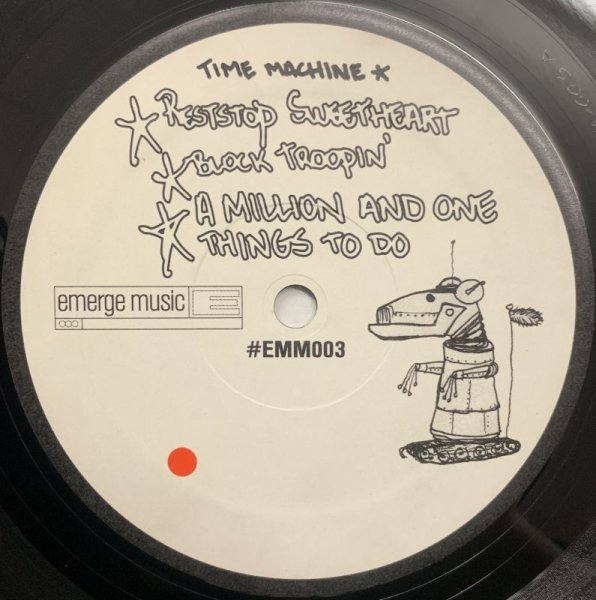 TIME MACHINE *
* RESTSTOP SWEETHEART
* BLOCK TROOPIN'
* A MILLION AND ONE
THINGS TO DO
emerge music
#EMM003